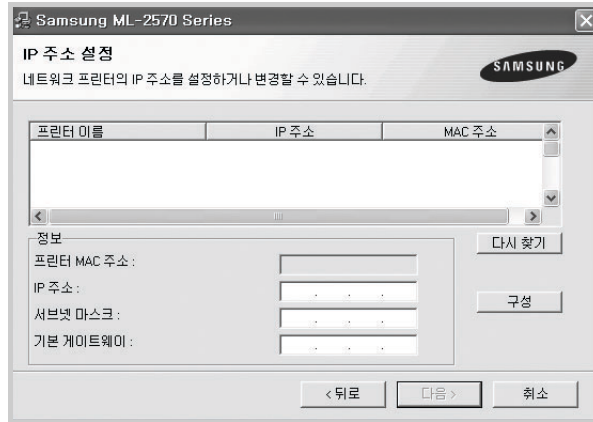 Samsung ML-2570 Series
IP 주소 설정
네트워크 프린터의 IP 주소를 설정하거나 변경할 수 있습니다.
SAMSUNG
프린터 이름 IP 주소 MAC 주소
정보
다시 찾기
프린터 MAC 주소 :
IP 주소 :
구성
서브넷 마스크 :
기본 게이트웨이 :
< 뒤로 다음 > 취소